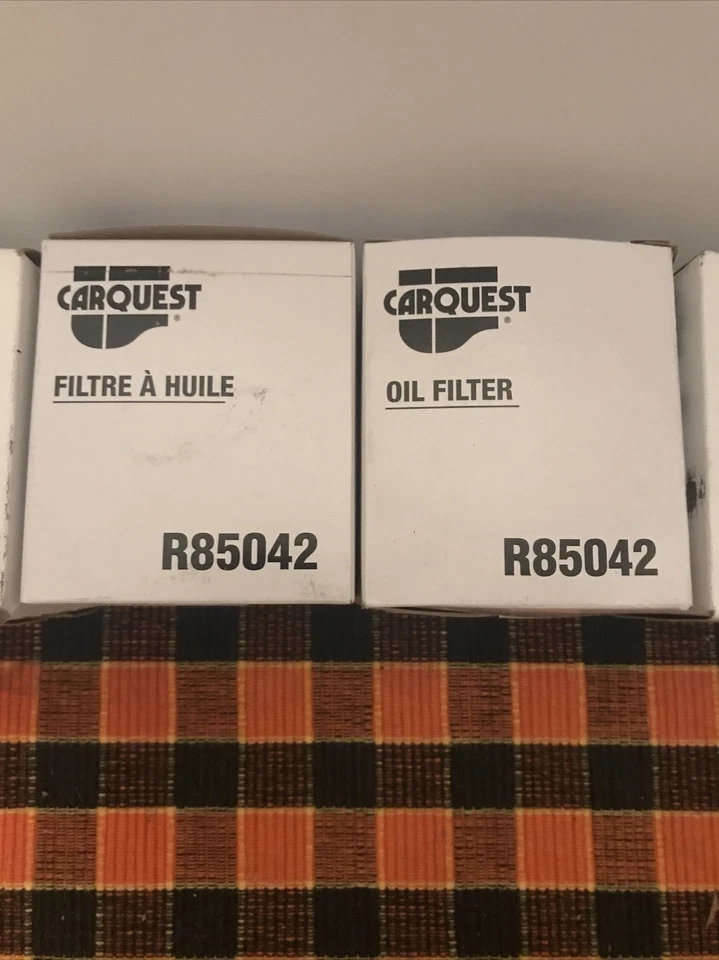 CARQUEST®
FILTRE À HUILE
R85042
CARQUEST®
OIL FILTER
R85042